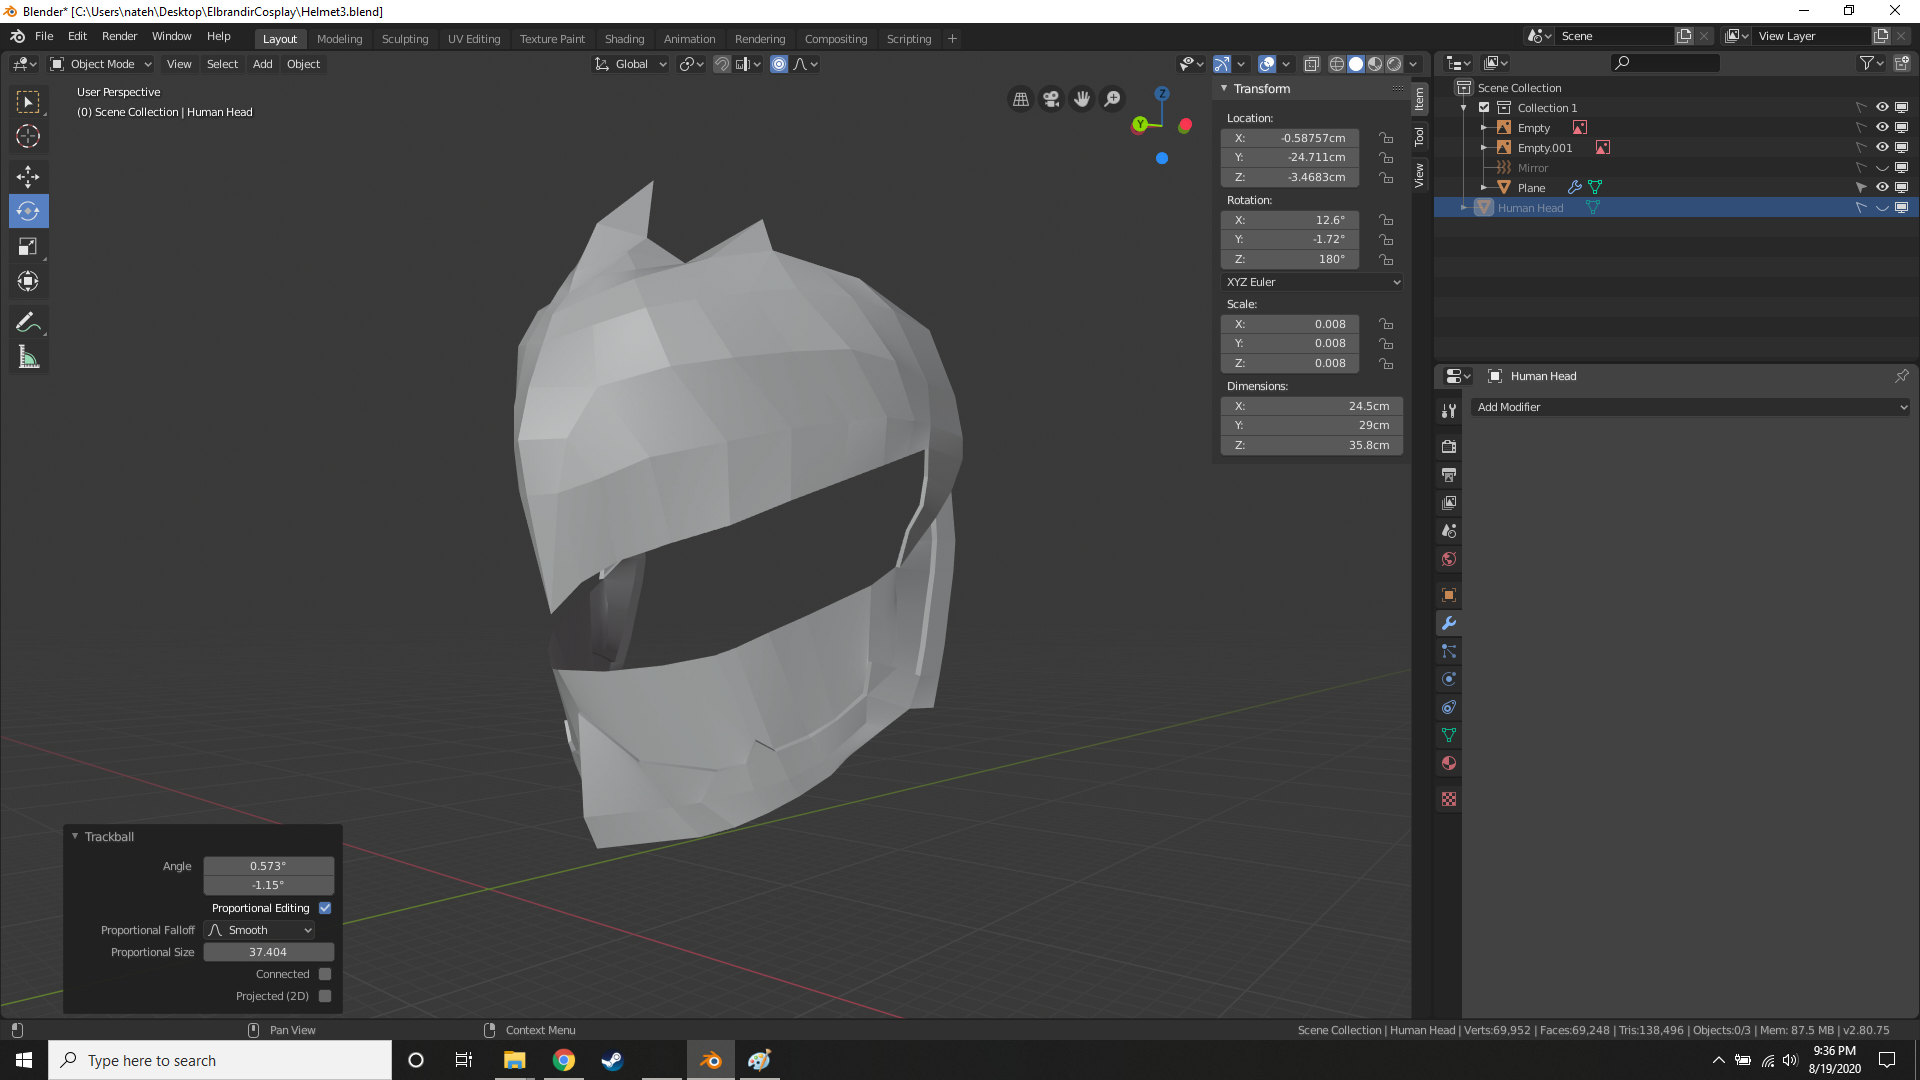 Blender* [C:\Users\nateh\Desktop\ElbrandirCosplay\Helmet3.blend]
File Edit Render Window Help
Layout Modeling Sculpting UV Editing Texture Paint Shading Animation Rendering Compositing Scripting +
Scene
View Layer
Object Mode View Select Add Object
Global
User Perspective
(0) Scene Collection | Human Head
Z
Y
Transform
Location:
X: -0.58757cm
Y: -24.711cm
Z: -3.4683cm
Rotation:
X: 12.6°
Y: -1.72°
Z: 180°
XYZ Euler
Scale:
X: 0.008
Y: 0.008
Z: 0.008
Dimensions:
X: 24.5cm
Y: 29cm
Z: 35.8cm
Item
Tool
View
Scene Collection
Collection 1
Empty
Empty.001
Mirror
Plane
Human Head
Human Head
Add Modifier
Trackball
Angle 0.573°
-1.15°
Proportional Editing
Proportional Falloff Smooth
Proportional Size 37.404
Connected
Projected (2D)
Pan View
Context Menu
Scene Collection | Human Head | Verts:69,952 | Faces:69,248 | Tris:138,496 | Objects:0/3 | Mem: 87.5 MB | v2.80.75
Type here to search
9:36 PM
8/19/2020